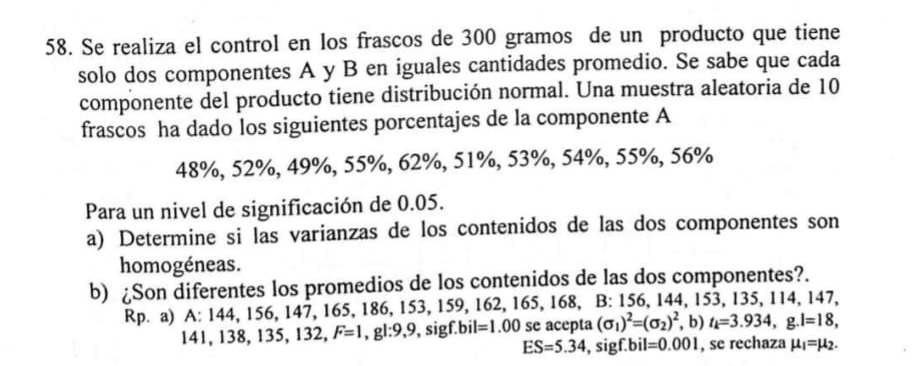 58. Se realiza el control en los frascos de 300 gramos de un producto que tiene
solo dos componentes A y B en iguales cantidades promedio. Se sabe que cada
componente del producto tiene distribución normal. Una muestra aleatoria de 10
frascos ha dado los siguientes porcentajes de la componente A
48%, 52%, 49%, 55%, 62%, 51%, 53%, 54%, 55%, 56%
Para un nivel de significación de 0.05.
a) Determine si las varianzas de los contenidos de las dos componentes son
homogéneas.
b) ¿Son diferentes los promedios de los contenidos de las dos componentes?.
Rp. a) A: 144, 156, 147, 165, 186, 153, 159, 162, 165, 168, B: 156, 144, 153, 135, 114, 147,
141, 138, 135, 132, F=1, gl:9,9, sigf.bil=1.00 se acepta (σ₁)²=(σ₂)², b) tₖ=3.934, g.l=18,
ES=5.34, sigf.bil=0.001, se rechaza μ₁=μ₂.